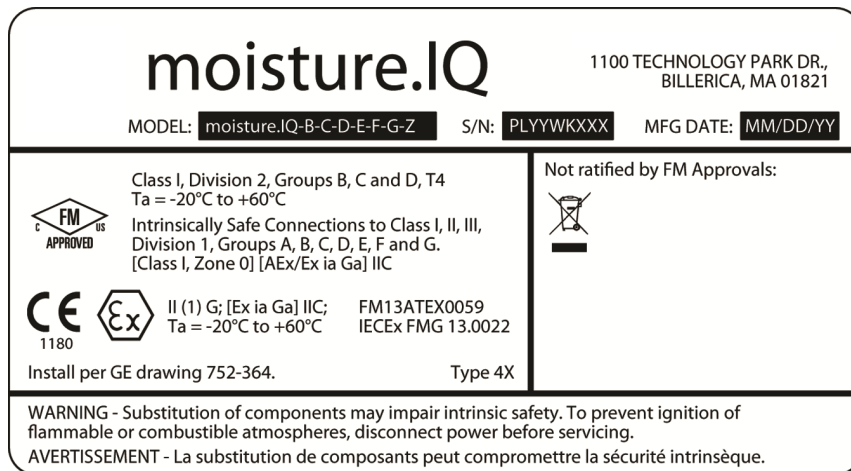 moisture.IQ
1100 TECHNOLOGY PARK DR.,
BILLERICA, MA 01821
MODEL: moisture.IQ-B-C-D-E-F-G-Z S/N: PLYYWKXXX MFG DATE: MM/DD/YY
Class I, Division 2, Groups B, C and D, T4
Ta = -20°C to +60°C
Intrinsically Safe Connections to Class I, II, III,
Division 1, Groups A, B, C, D, E, F and G.
[Class I, Zone 0] [AEx/Ex ia Ga] IIC
FM
C US
APPROVED
CE
1180
Ex
II (1) G; [Ex ia Ga] IIC;
Ta = -20°C to +60°C
FM13ATEX0059
IECEx FMG 13.0022
Install per GE drawing 752-364. Type 4X
Not ratified by FM Approvals:
WARNING - Substitution of components may impair intrinsic safety. To prevent ignition of
flammable or combustible atmospheres, disconnect power before servicing.
AVERTISSEMENT - La substitution de composants peut compromettre la sécurité intrinsèque.